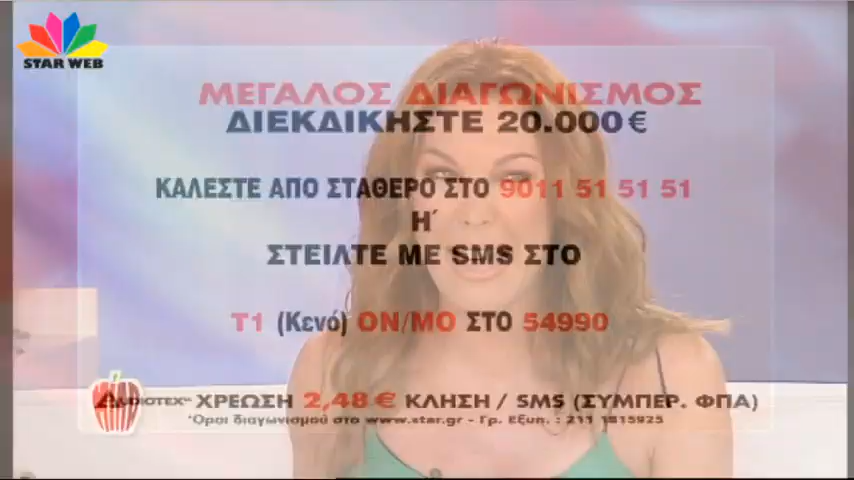 STAR WEB
ΜΕΓΑΛΟΣ ΔΙΑΓΩΝΙΣΜΟΣ
ΔΙΕΚΔΙΚΗΣΤΕ 20.000€
ΚΑΛΕΣΤΕ ΑΠΟ ΣΤΑΘΕΡΟ ΣΤΟ 9011 51 51 51
Η΄
ΣΤΕΙΛΤΕ ΜΕ SMS ΣΤΟ
Τ1 (Κενό) ΟΝ/ΜΟ ΣΤΟ 54990
AUDIOTEX ΧΡΕΩΣΗ 2,48 € ΚΛΗΣΗ / SMS (ΣΥΜΠΕΡ. ΦΠΑ)
*Όροι διαγωνισμού στο www.star.gr - Γρ. Εξυπ. : 211 1815925